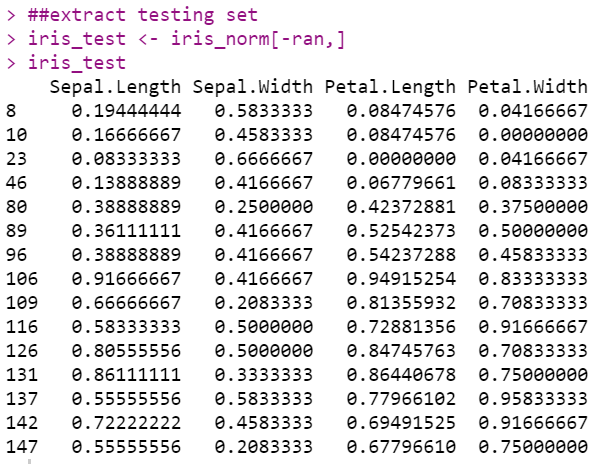 > ##extract testing set
> iris_test <- iris_norm[-ran,]
> iris_test
    Sepal.Length Sepal.Width Petal.Length Petal.Width
8     0.19444444   0.5833333   0.08474576  0.04166667
10    0.16666667   0.4583333   0.08474576  0.00000000
23    0.08333333   0.6666667   0.00000000  0.04166667
46    0.13888889   0.4166667   0.06779661  0.08333333
80    0.38888889   0.2500000   0.42372881  0.37500000
89    0.36111111   0.4166667   0.52542373  0.50000000
96    0.38888889   0.4166667   0.54237288  0.45833333
106   0.91666667   0.4166667   0.94915254  0.83333333
109   0.66666667   0.2083333   0.81355932  0.70833333
116   0.58333333   0.5000000   0.72881356  0.91666667
126   0.80555556   0.5000000   0.84745763  0.70833333
131   0.86111111   0.3333333   0.86440678  0.75000000
137   0.55555556   0.5833333   0.77966102  0.95833333
142   0.72222222   0.4583333   0.69491525  0.91666667
147   0.55555556   0.2083333   0.67796610  0.75000000